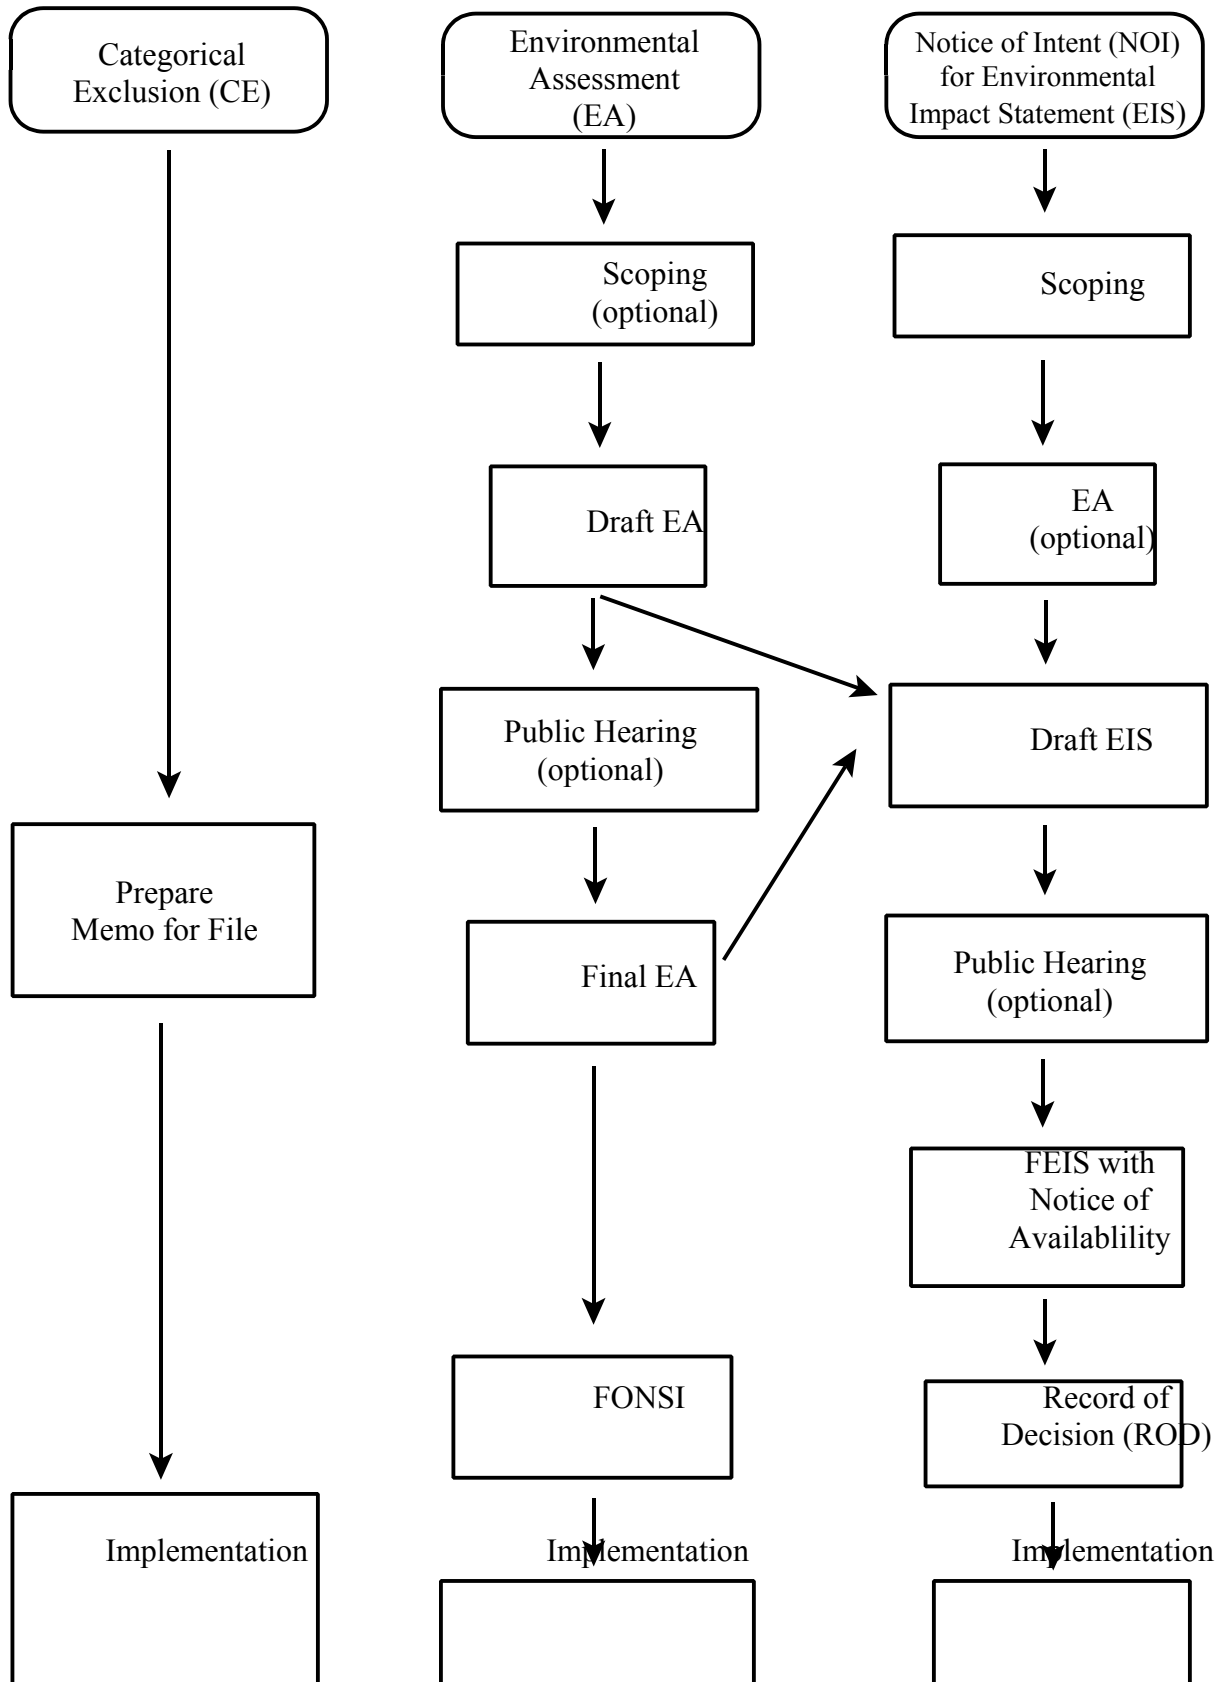 Categorical
Exclusion (CE)
Environmental
Assessment
(EA)
Notice of Intent (NOI)
for Environmental
Impact Statement (EIS)
Scoping
(optional)
Scoping
Draft EA
EA
(optional)
Public Hearing
(optional)
Draft EIS
Prepare
Memo for File
Final EA
Public Hearing
(optional)
FEIS with
Notice of
Availablility
FONSI
Record of
Decision (ROD)
Implementation
Implementation
Implementation